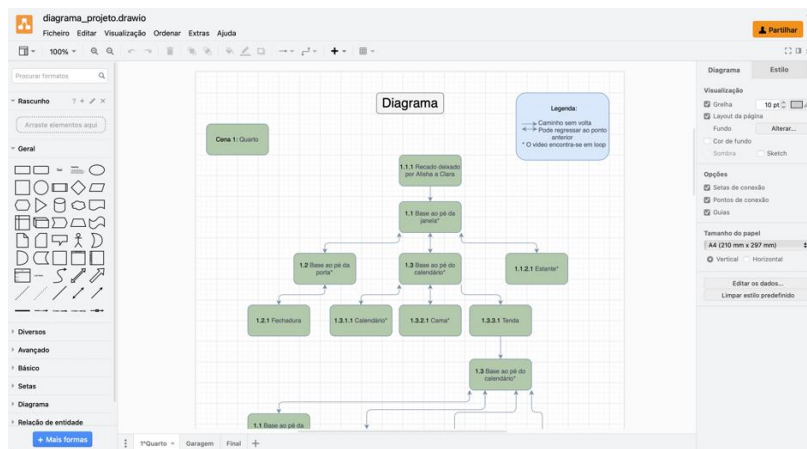 diagrama_projeto.drawio
Ficheiro Editar Visualização Ordenar Extras Ajuda
Partilhar
100%
Procurar formatos
Rascunho
Arraste elementos aqui
Geral
Diversos
Avançado
Básico
Setas
Diagrama
Relação de entidade
+ Mais formas
Diagrama
Legenda:
Caminho sem volta
Pode regressar ao ponto
anterior
* O video encontra-se em loop
Cena 1: Quarto
1.1.1 Recado deixado
por Alisha a Clara
1.1 Base ao pé da
janela*
1.2 Base ao pé da
porta*
1.3 Base ao pé do
calendário*
1.1.2.1 Estante*
1.2.1 Fechadura
1.3.1.1 Calendário*
1.3.2.1 Cama*
1.3.3.1 Tenda
1.3 Base ao pé do
calendário*
1.1 Base ao pé da
Garagem
Final
Diagrama
Estilo
Visualização
Grelha
10 pt
Layout da página
Fundo
Alterar...
Cor de fundo
Sombra
Sketch
Opções
Setas de conexão
Pontos de conexão
Guias
Tamanho do papel
A4 (210 mm x 297 mm)
Vertical
Horizontal
Editar os dados...
Limpar estilo predefinido